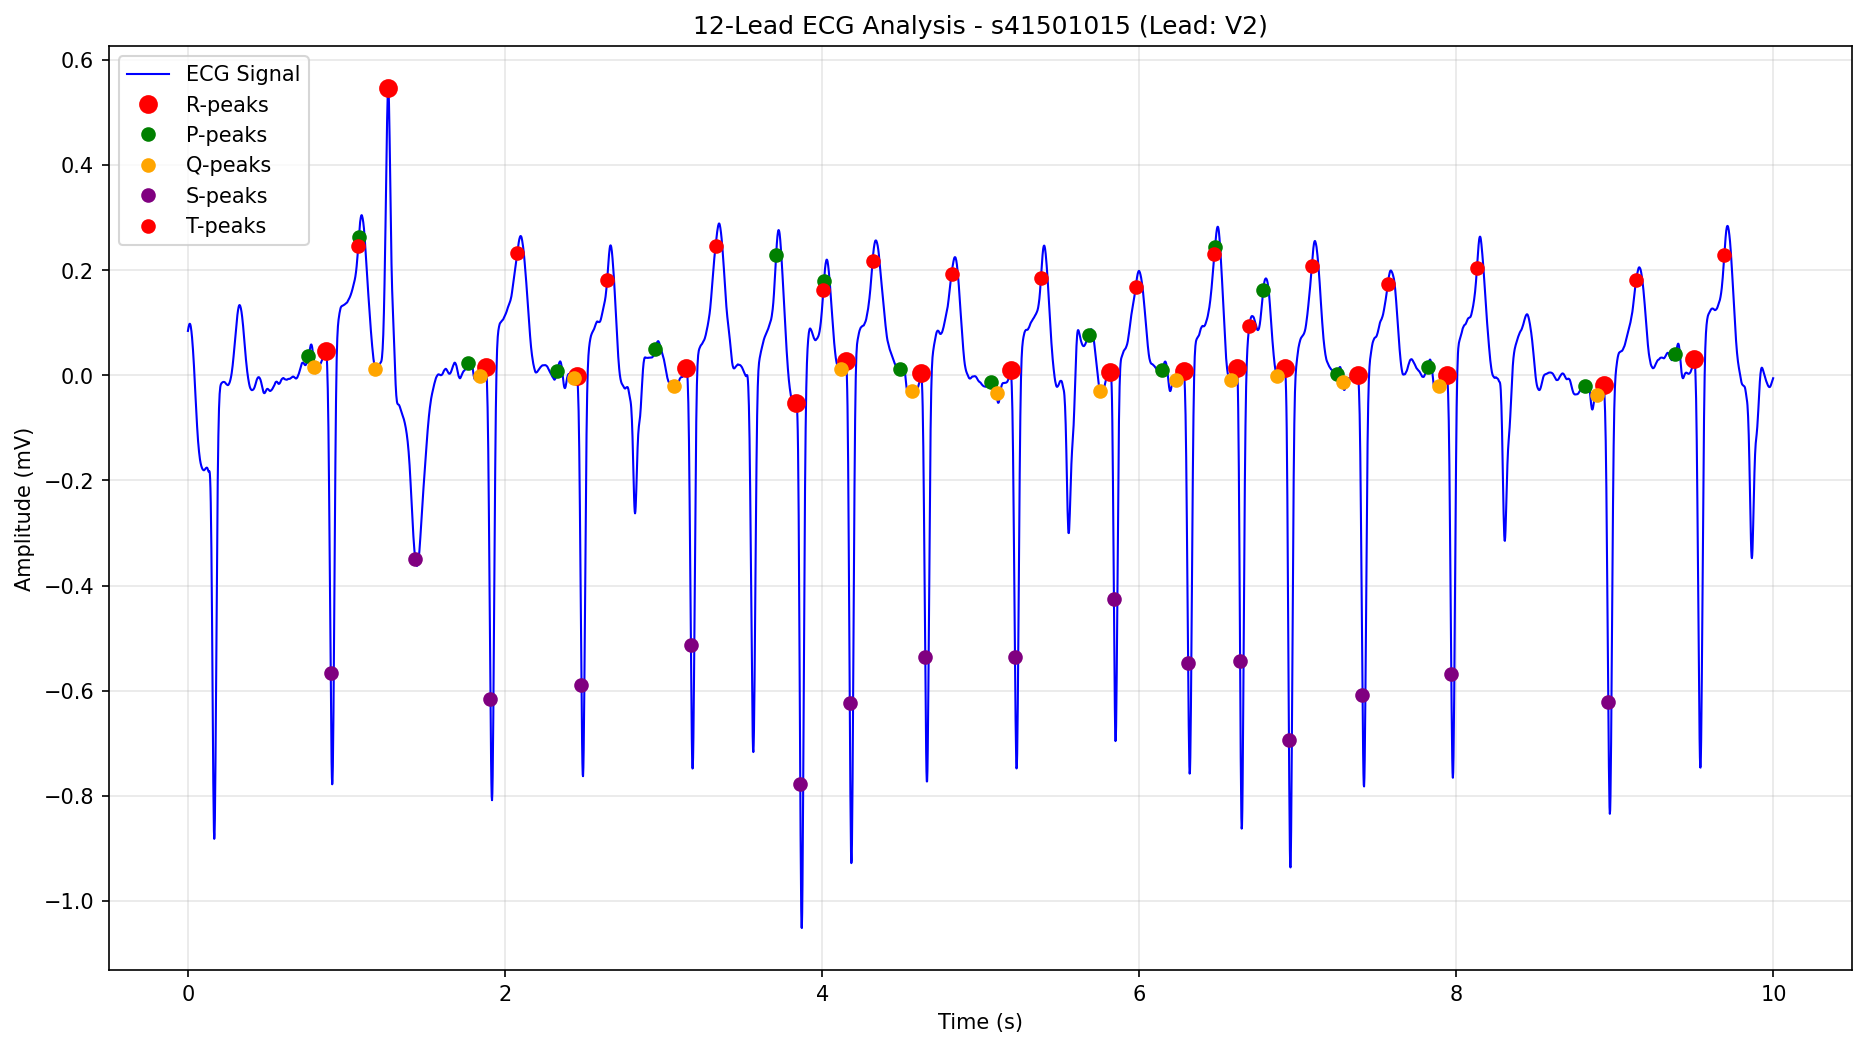 12-Lead ECG Analysis - s41501015 (Lead: V2)
ECG Signal
R-peaks
P-peaks
Q-peaks
S-peaks
T-peaks
0.6
0.4
0.2
0.0
−0.2
−0.4
−0.6
−0.8
−1.0
Amplitude (mV)
0 2 4 6 8 10
Time (s)